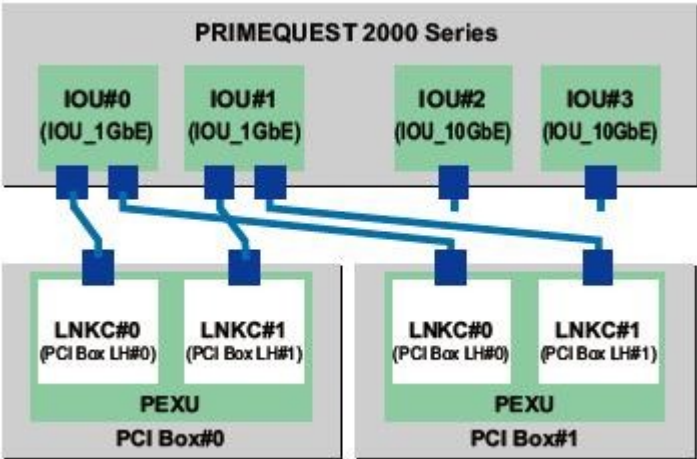 PRIMEQUEST 2000 Series
IOU#0
(IOU_1GbE)
IOU#1
(IOU_1GbE)
IOU#2
(IOU_10GbE)
IOU#3
(IOU_10GbE)
LNKC#0
(PCI Box LH#0)
LNKC#1
(PCI Box LH#1)
PEXU
PCI Box#0
LNKC#0
(PCI Box LH#0)
LNKC#1
(PCI Box LH#1)
PEXU
PCI Box#1